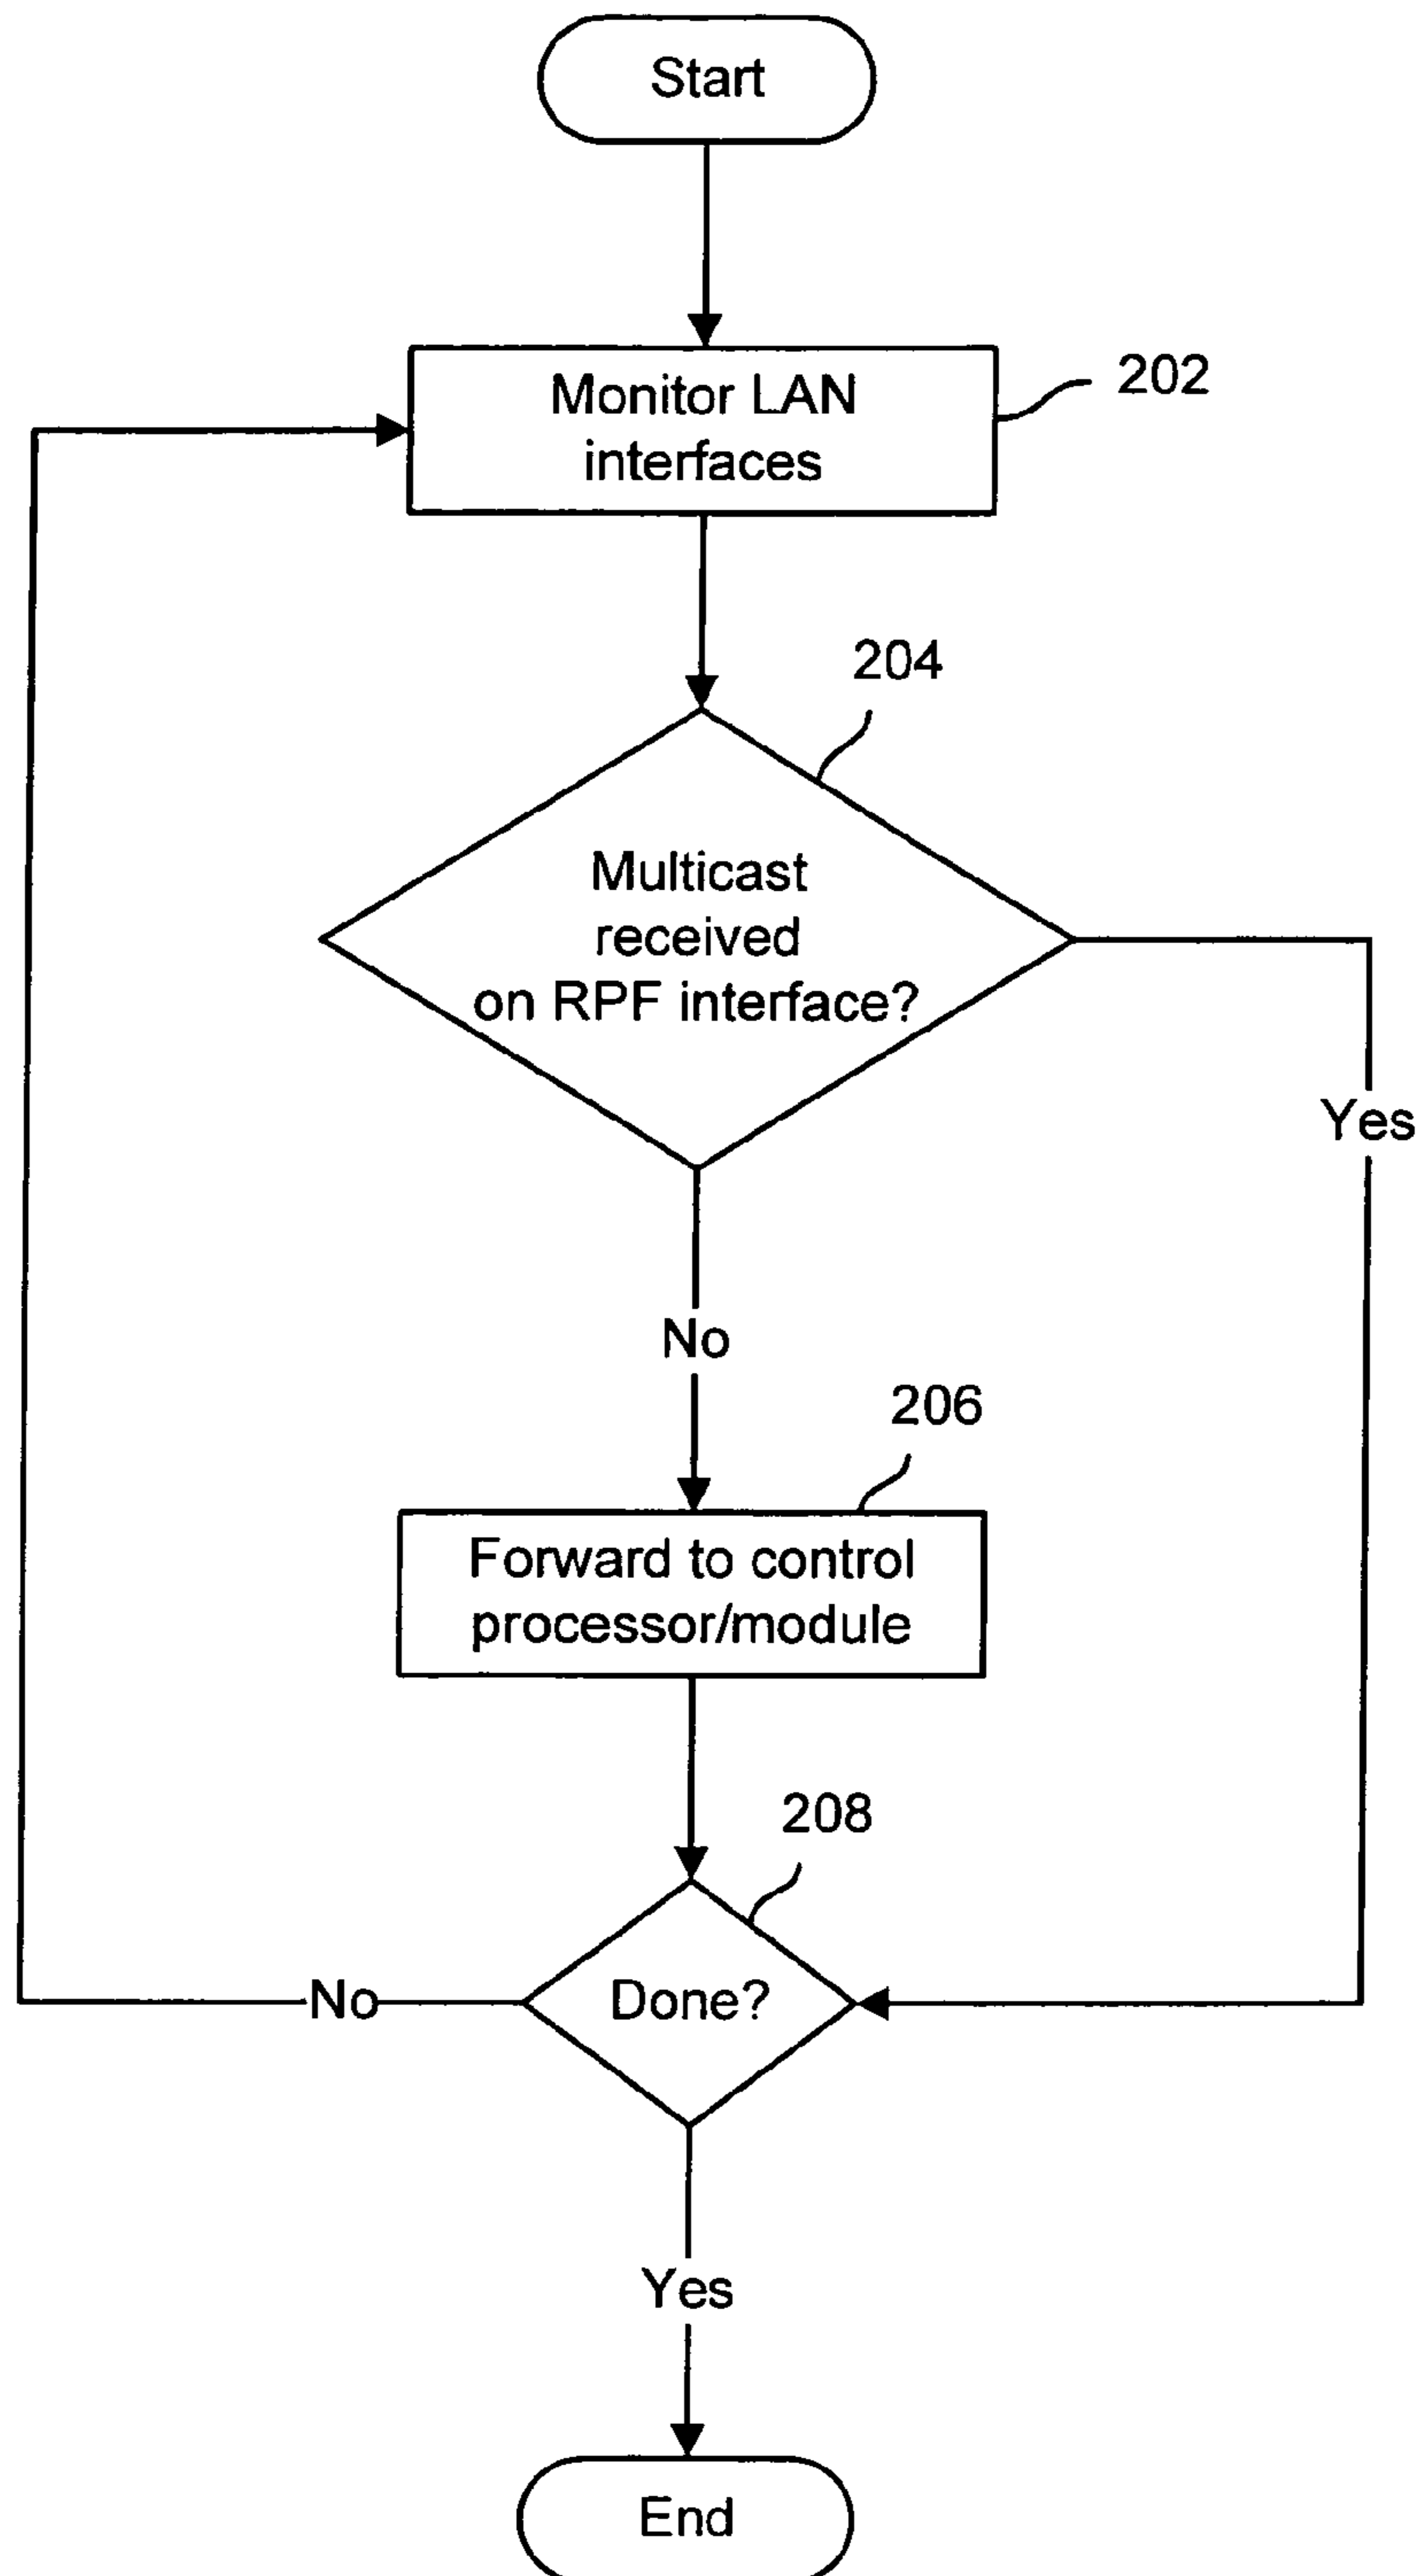 Start
Monitor LAN
interfaces
202
204
Multicast
received
on RPF interface?
Yes
No
206
Forward to control
processor/module
208
Done?
No
Yes
End